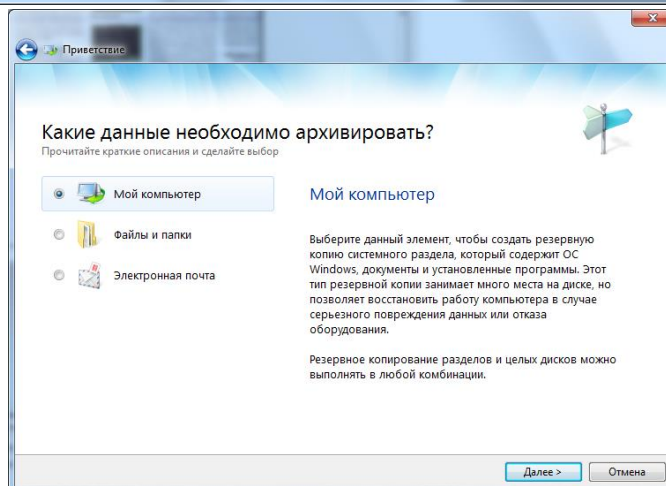 Приветствие
Какие данные необходимо архивировать?
Прочитайте краткие описания и сделайте выбор
Мой компьютер
Файлы и папки
Электронная почта
Мой компьютер
Выберите данный элемент, чтобы создать резервную
копию системного раздела, который содержит ОС
Windows, документы и установленные программы. Этот
тип резервной копии занимает много места на диске, но
позволяет восстановить работу компьютера в случае
серьезного повреждения данных или отказа
оборудования.
Резервное копирование разделов и целых дисков можно
выполнять в любой комбинации.
Далее >
Отмена